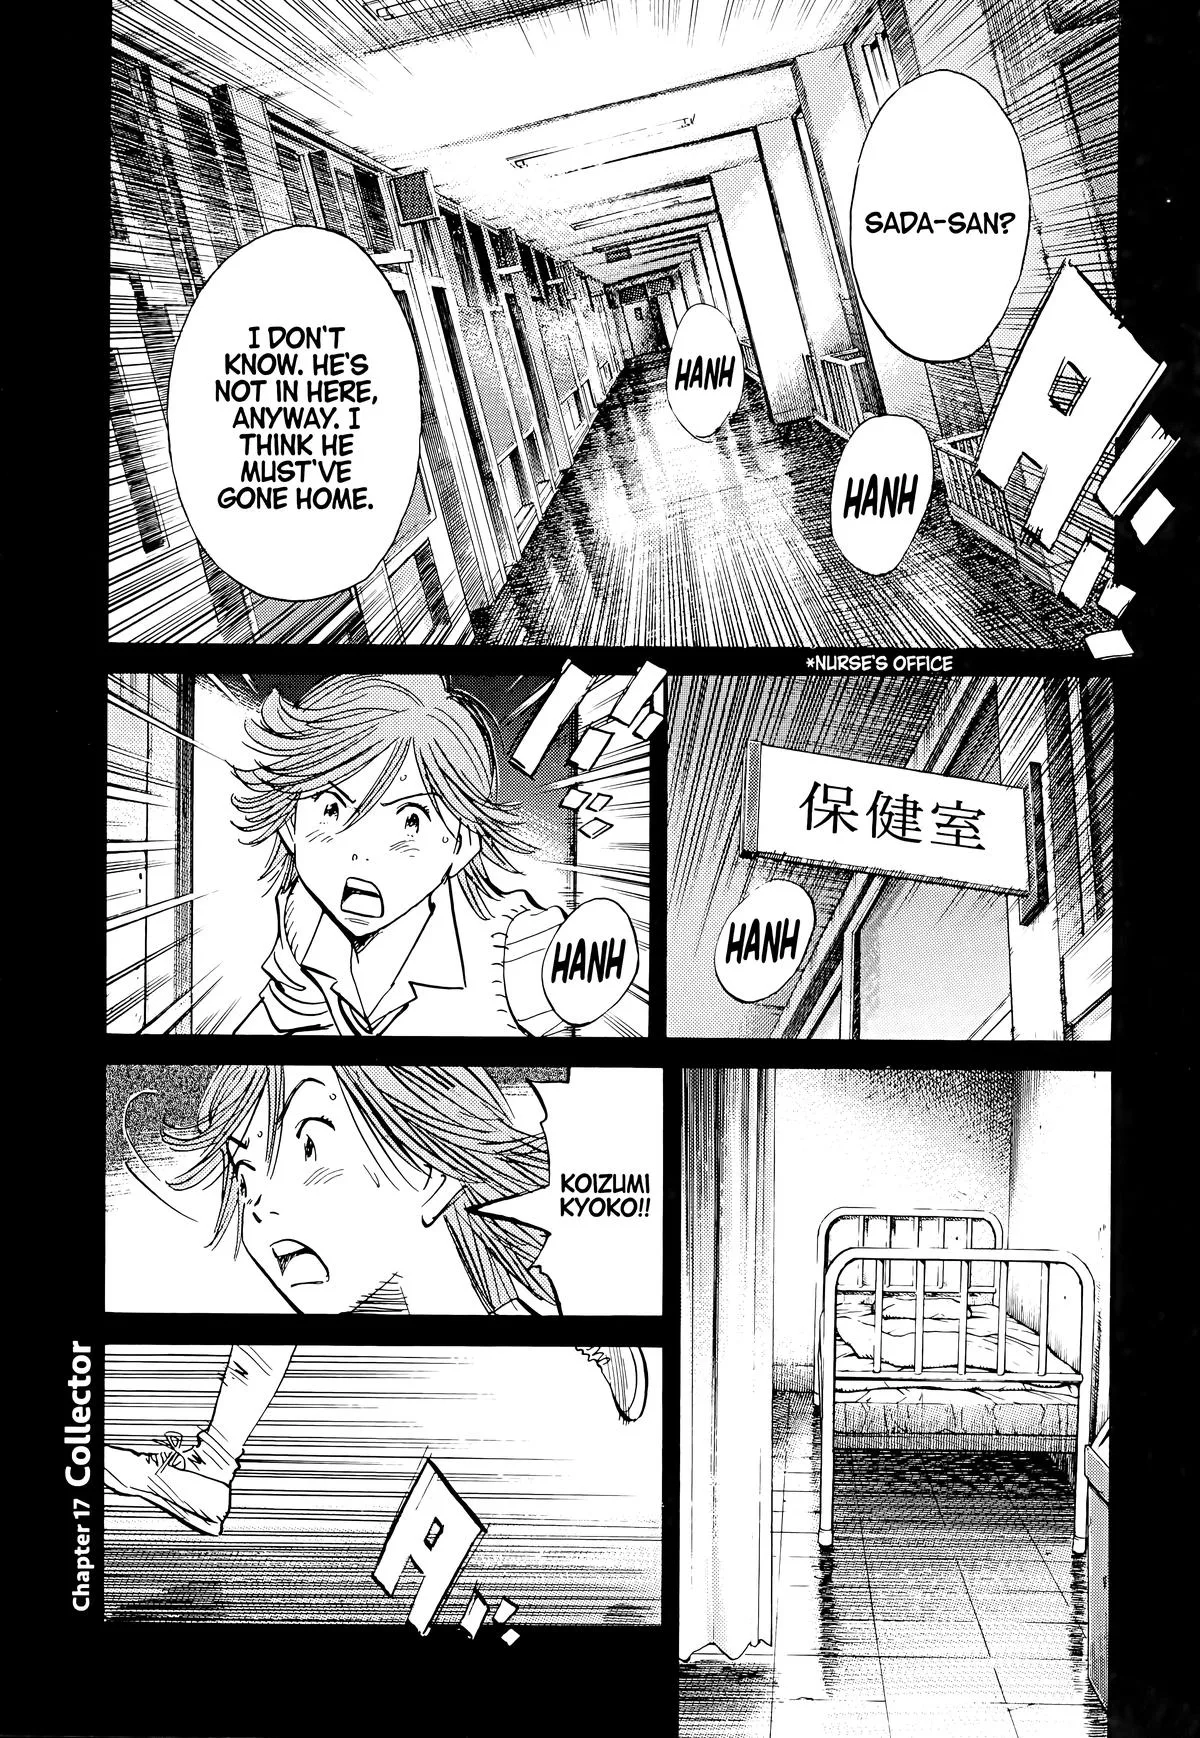 SADA-SAN?
HANH
HANH
I DON'T
KNOW. HE'S
NOT IN HERE,
ANYWAY. I
THINK HE
MUST'VE
GONE HOME.
*NURSE'S OFFICE
保健室
HANH
HANH
KOIZUMI
KYOKO!!
Chapter 17 Collector